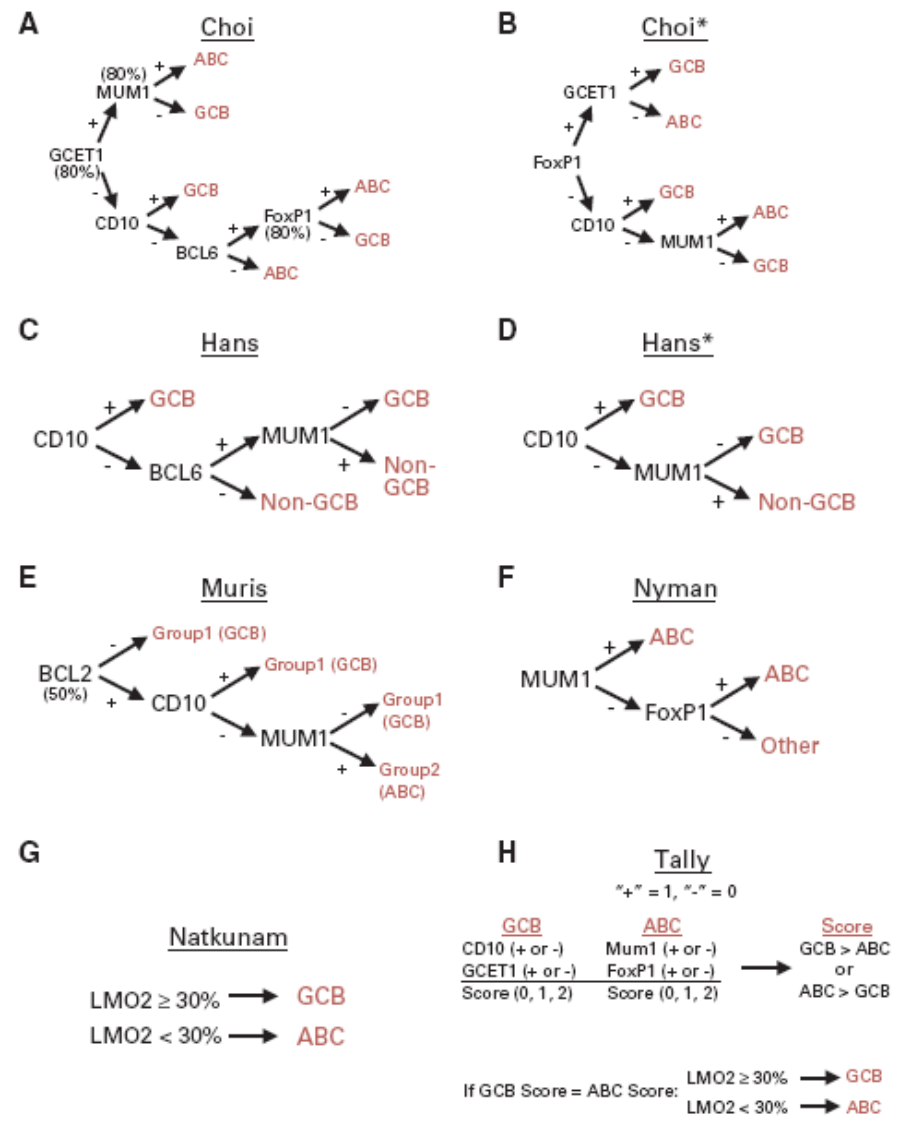 A
Choi
(80%)
MUM1
+
ABC
-
GCB
+
GCET1
(80%)
-
CD10
+
GCB
-
BCL6
+
FoxP1
(80%)
+
ABC
-
GCB
-
ABC
B
Choi*
GCET1
+
GCB
-
ABC
+
FoxP1
-
CD10
+
GCB
-
MUM1
+
ABC
-
GCB
C
Hans
CD10
+
GCB
-
BCL6
+
MUM1
-
GCB
+
Non-
GCB
-
Non-GCB
D
Hans*
CD10
+
GCB
-
MUM1
-
GCB
+
Non-GCB
E
Muris
BCL2
(50%)
-
Group1 (GCB)
+
CD10
+
Group1 (GCB)
-
MUM1
-
Group1
(GCB)
+
Group2
(ABC)
F
Nyman
MUM1
+
ABC
-
FoxP1
+
ABC
-
Other
G
Natkunam
LMO2 ≥ 30% GCB
LMO2 < 30% ABC
H
Tally
"+" = 1, "-" = 0
GCB ABC Score
CD10 (+ or -) Mum1 (+ or -) GCB > ABC
GCET1 (+ or -) FoxP1 (+ or -) or
Score (0, 1, 2) Score (0, 1, 2) ABC > GCB
If GCB Score = ABC Score:
LMO2 ≥ 30% GCB
LMO2 < 30% ABC